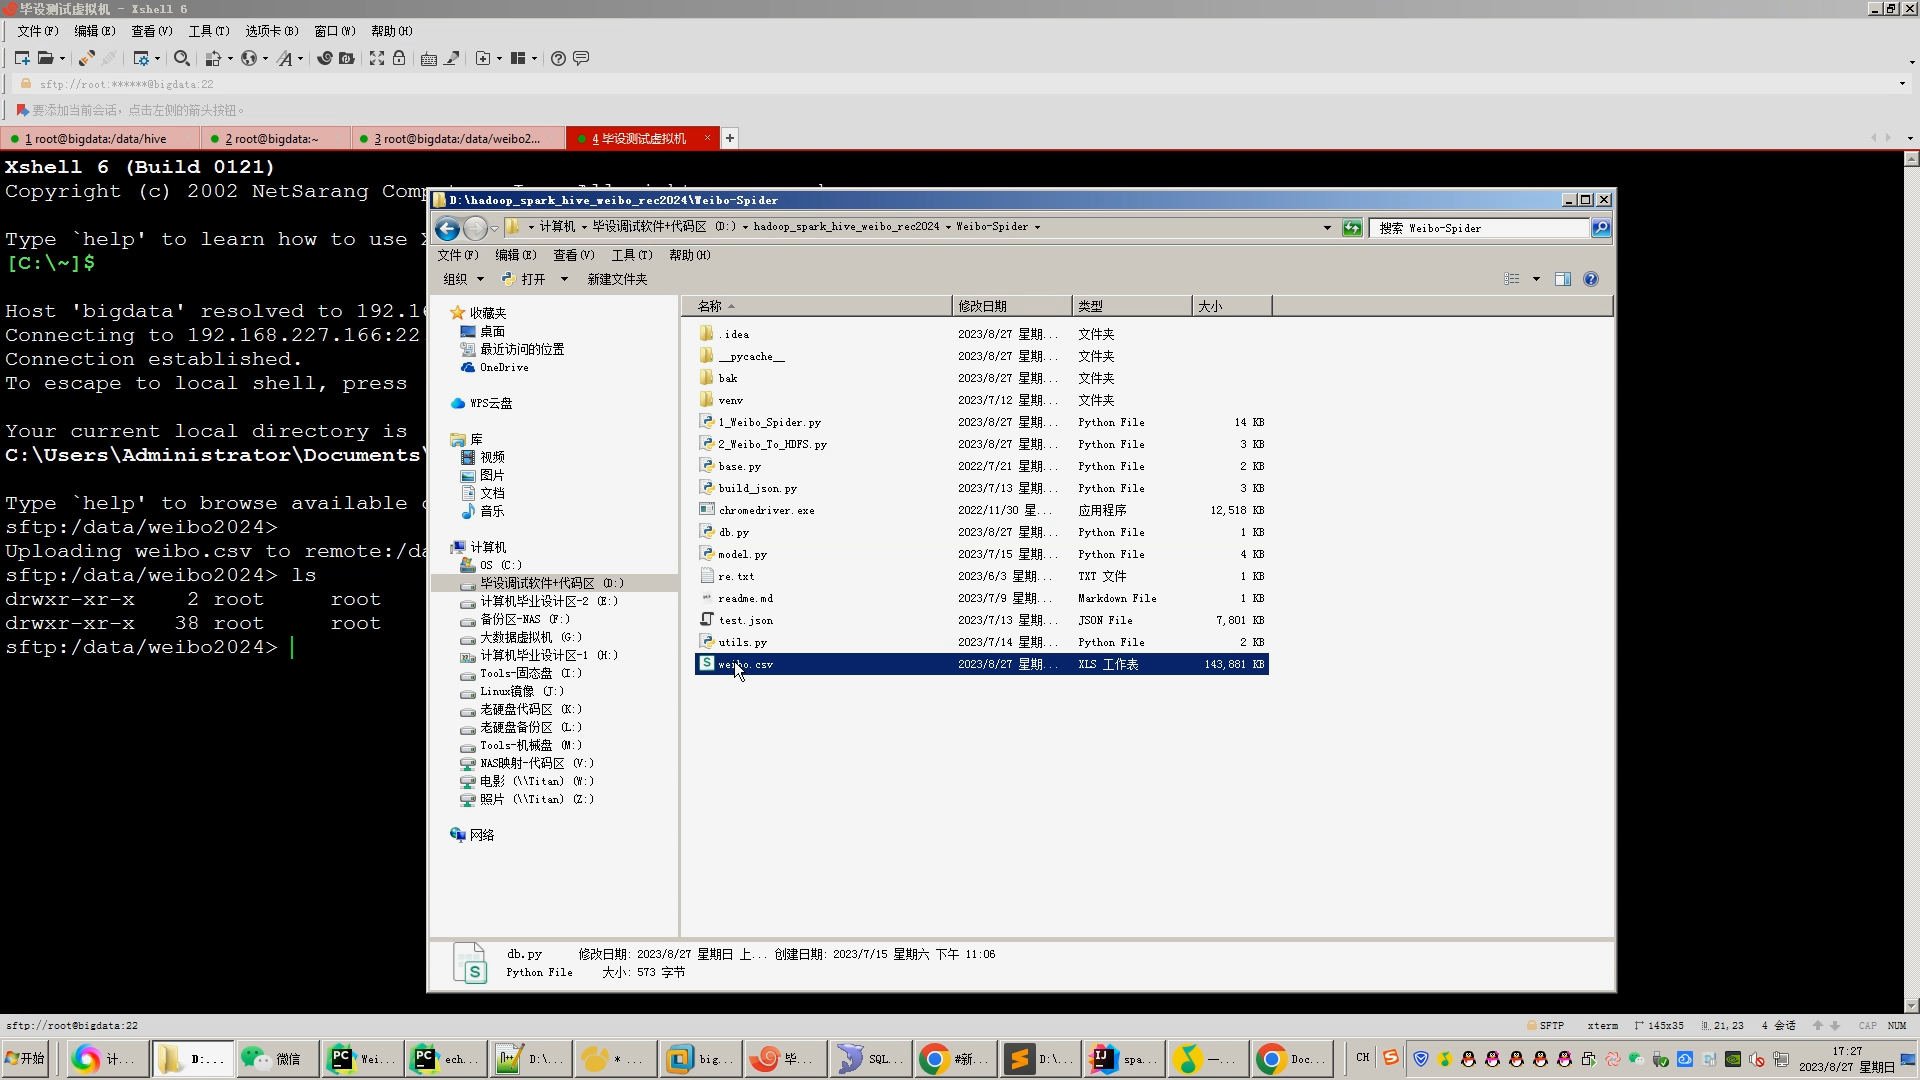 毕设测试虚拟机 - Xshell 6
文件(F) 编辑(E) 查看(V) 工具(T) 选项卡(B) 窗口(W) 帮助(H)
sftp://root:******@bigdata:22
要添加当前会话，点击左侧的箭头按钮。
1 root@bigdata:/data/hive
2 root@bigdata:~
3 root@bigdata:/data/weibo2...
4 毕设测试虚拟机
Xshell 6 (Build 0121)
Copyright (c) 2002 NetSarang
Type `help' to learn how to use
[C:\~]$
Host 'bigdata' resolved to 192.16
Connecting to 192.168.227.166:22
Connection established.
To escape to local shell, press
Your current local directory is
C:\Users\Administrator\Documents\
Type `help' to browse available
sftp:/data/weibo2024>
Uploading weibo.csv to remote:/da
sftp:/data/weibo2024> ls
drwxr-xr-x 2 root root
drwxr-xr-x 38 root root
sftp:/data/weibo2024>
D:\hadoop_spark_hive_weibo_rec2024\Weibo-Spider
计算机 毕设调试软件+代码区 (D:) hadoop_spark_hive_weibo_rec2024 Weibo-Spider
搜索 Weibo-Spider
文件(F) 编辑(E) 查看(V) 工具(T) 帮助(H)
组织 打开 新建文件夹
收藏夹
桌面
最近访问的位置
OneDrive
WPS云盘
库
视频
图片
文档
音乐
计算机
OS (C:)
毕设调试软件+代码区 (D:)
计算机毕业设计区-2 (E:)
备份区-NAS (F:)
大数据虚拟机 (G:)
计算机毕业设计区-1 (H:)
Tools-固态盘 (I:)
Linux镜像 (J:)
老硬盘代码区 (K:)
老硬盘备份区 (L:)
Tools-机械盘 (M:)
NAS映射-代码区 (V:)
电影 (\\Titan) (W:)
照片 (\\Titan) (Z:)
网络
名称 修改日期 类型 大小
.idea 2023/8/27 星期... 文件夹
__pycache__ 2023/8/27 星期... 文件夹
bak 2023/8/27 星期... 文件夹
venv 2023/7/12 星期... 文件夹
1_Weibo_Spider.py 2023/8/27 星期... Python File 14 KB
2_Weibo_To_HDFS.py 2023/8/27 星期... Python File 3 KB
base.py 2022/7/21 星期... Python File 2 KB
build_json.py 2023/7/13 星期... Python File 3 KB
chromedriver.exe 2022/11/30 星... 应用程序 12,518 KB
db.py 2023/8/27 星期... Python File 1 KB
model.py 2023/7/15 星期... Python File 4 KB
re.txt 2023/6/3 星期... TXT 文件 1 KB
readme.md 2023/7/9 星期... Markdown File 1 KB
test.json 2023/7/13 星期... JSON File 7,801 KB
utils.py 2023/7/14 星期... Python File 2 KB
weibo.csv 2023/8/27 星期... XLS 工作表 143,881 KB
db.py 修改日期: 2023/8/27 星期日 上... 创建日期: 2023/7/15 星期六 下午 11:06
Python File 大小: 573 字节
sftp://root@bigdata:22
SFTP xterm 145x35 21,23 4 会话 CAP NUM
开始 计... D:... 微信 Wei... ech... D:\... * ... big... 毕... SQL... #新... D:\... spa... 一... Doc... CH
17:27
2023/8/27 星期日